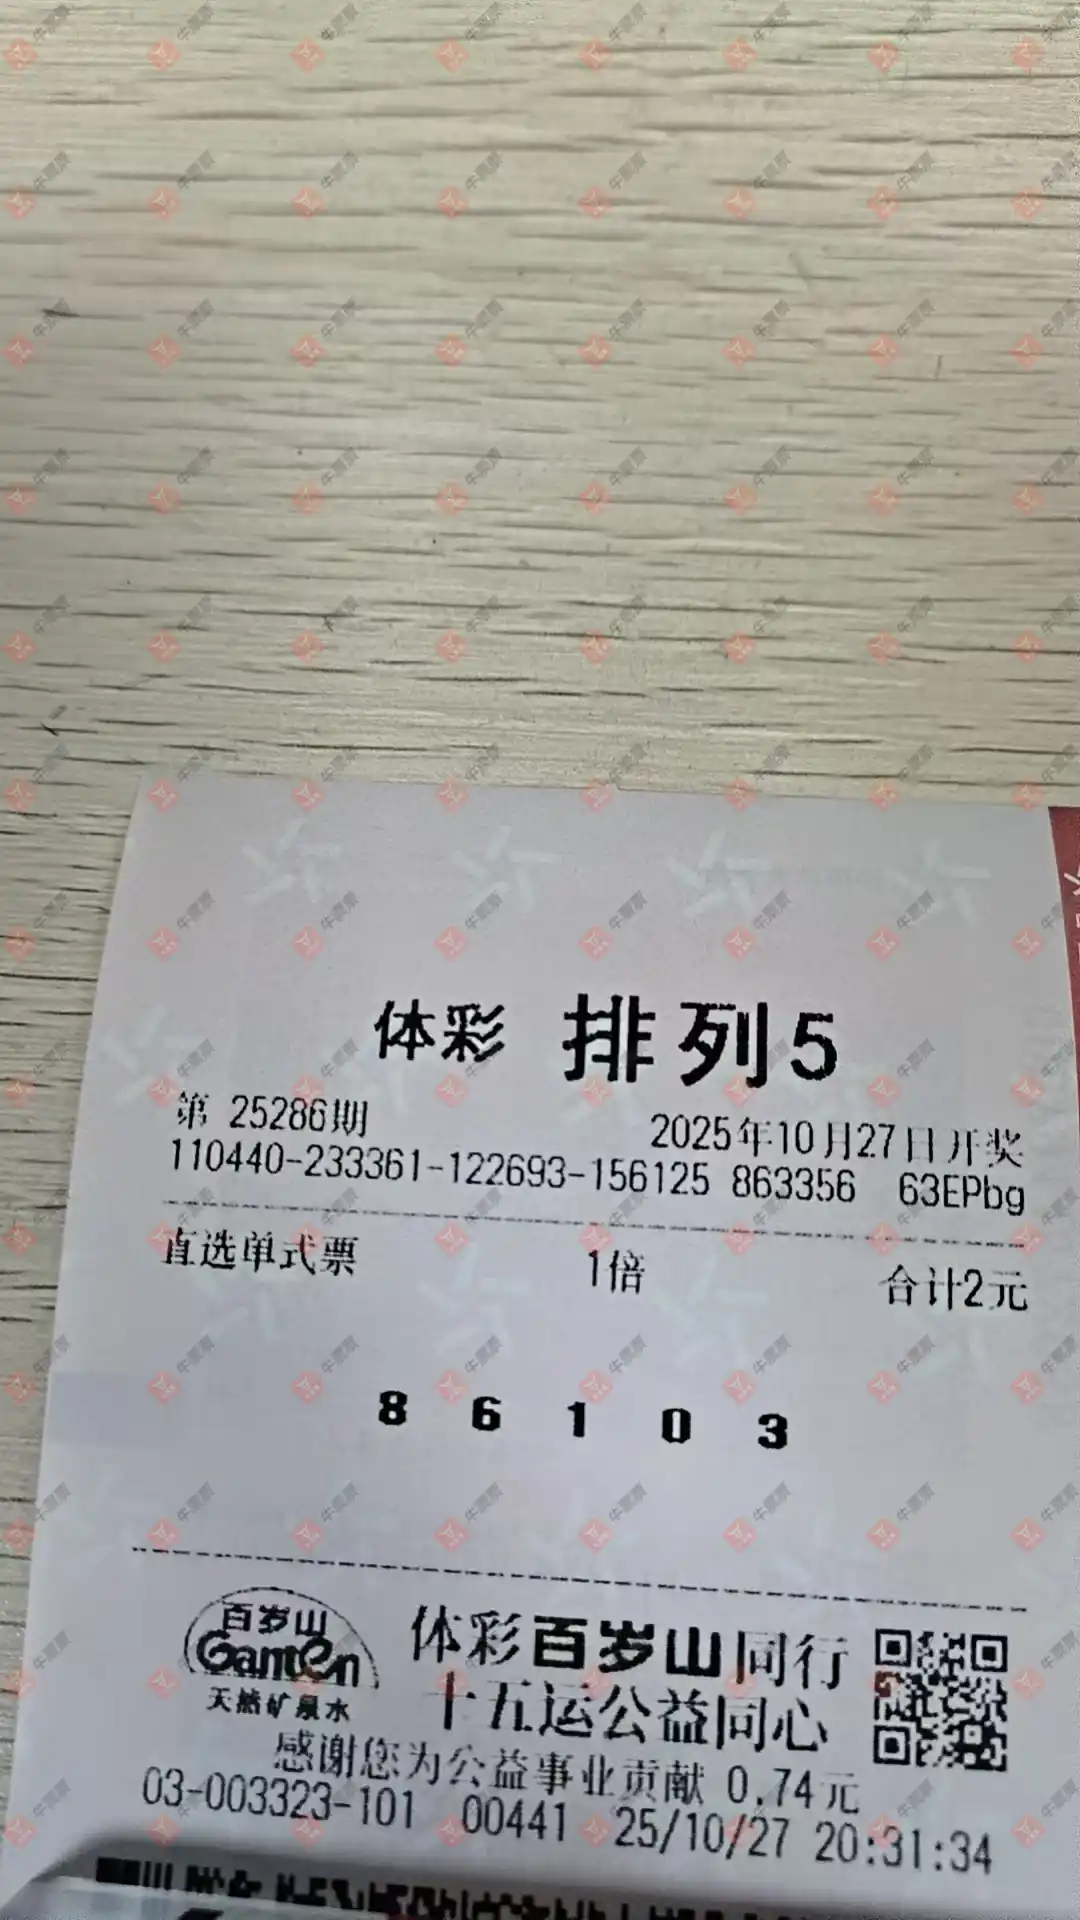 体彩 排列5
第 25286期 2025年10月27日开奖
110440-233361-122693-156125 863356 63EPbg
直选单式票 1倍 合计2元
8 6 1 0 3
百岁山
Ganten
天然矿泉水
体彩百岁山同行
十五运公益同心
感谢您为公益事业贡献 0.74元
03-003323-101 00441 25/10/27 20:31:34